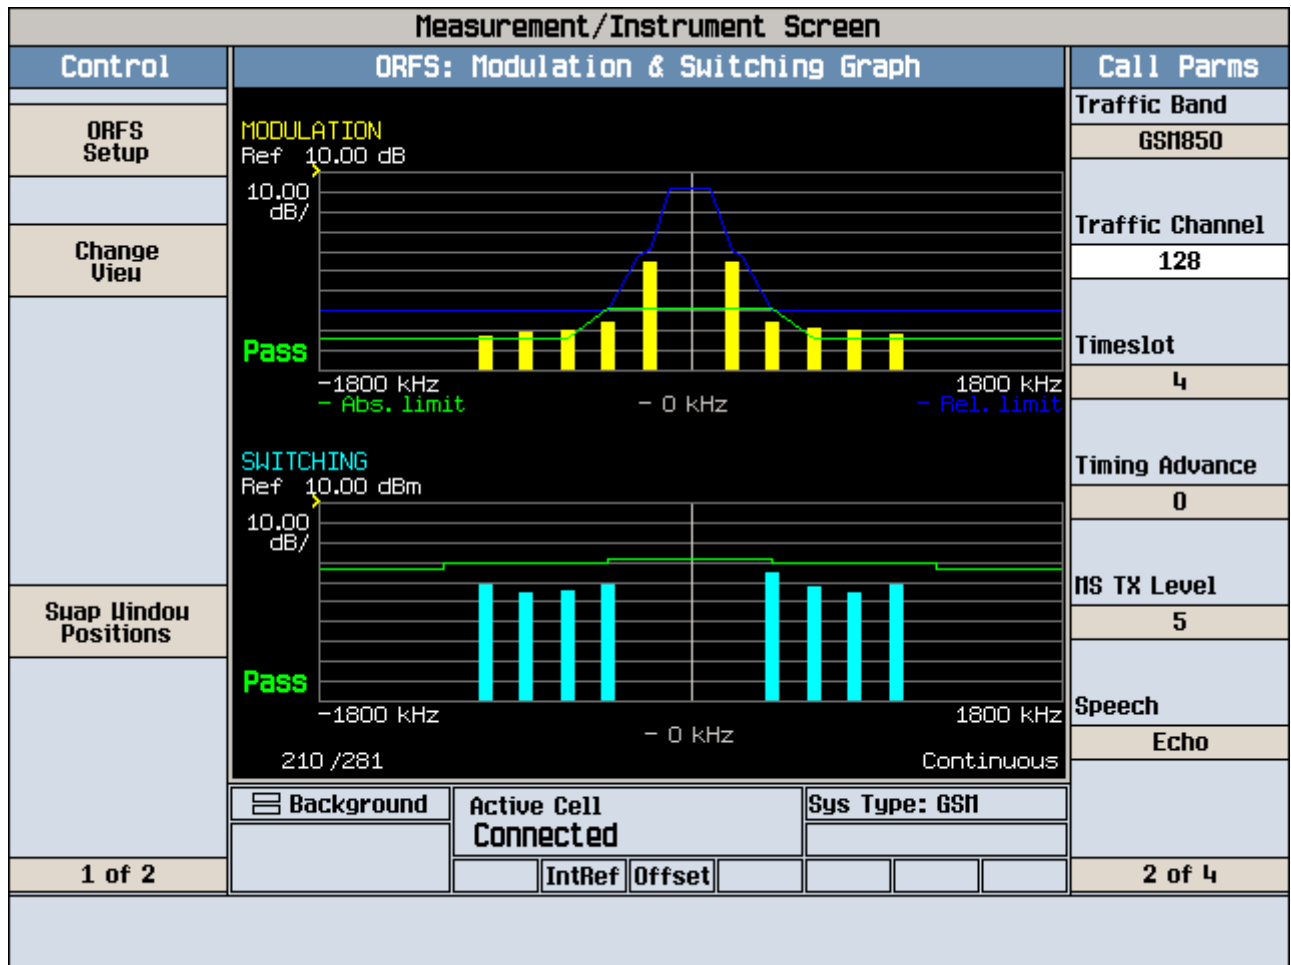 Measurement/Instrument Screen
Control
ORFS: Modulation & Switching Graph
Call Parms
ORFS
Setup
Change
View
Swap Window
Positions
1 of 2
MODULATION
Ref 10.00 dB
10.00
dB/
Pass
-1800 kHz
1800 kHz
- Abs. limit
- 0 kHz
- Rel. limit
SWITCHING
Ref 10.00 dBm
10.00
dB/
Pass
-1800 kHz
1800 kHz
- 0 kHz
210 /281
Continuous
Background
Active Cell
Connected
Sys Type: GSM
IntRef
Offset
Traffic Band
GSM850
Traffic Channel
128
Timeslot
4
Timing Advance
0
MS TX Level
5
Speech
Echo
2 of 4